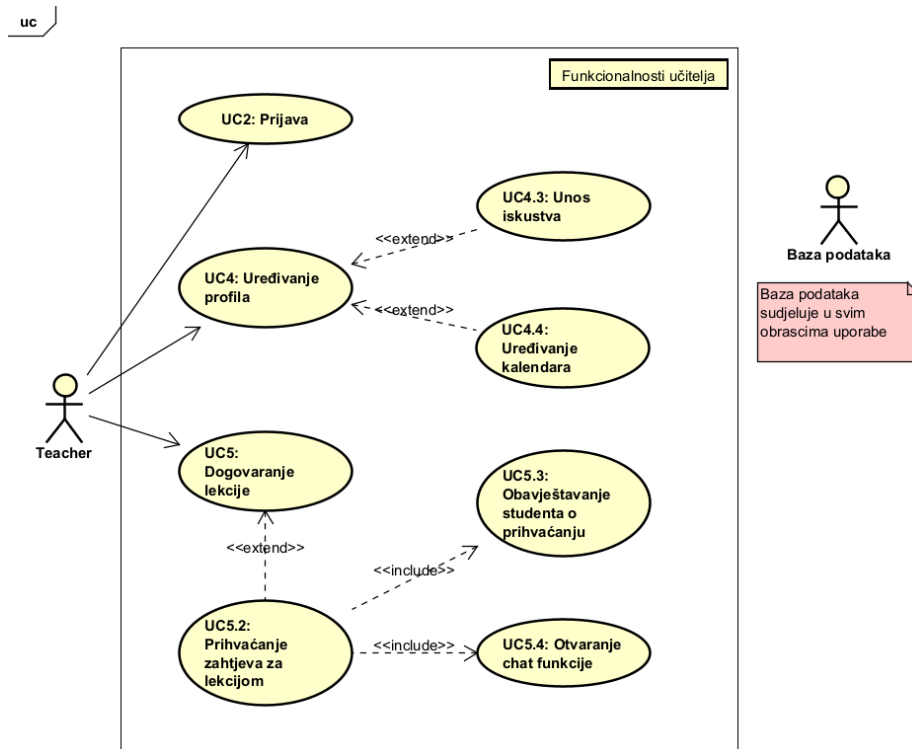 uc
Funkcionalnosti učitelja
UC2: Prijava
UC4.3: Unos
iskustva
<<extend>>
UC4: Uređivanje
profila
<<extend>>
UC4.4:
Uređivanje
kalendara
Baza podataka
Baza podataka
sudjeluje u svim
obrascima uporabe
Teacher
UC5:
Dogovaranje
lekcije
UC5.3:
Obavještavanje
studenta o
prihvaćanju
<<extend>>
<<include>>
UC5.2:
Prihvaćanje
zahtjeva za
lekcijom
<<include>>
UC5.4: Otvaranje
chat funkcije